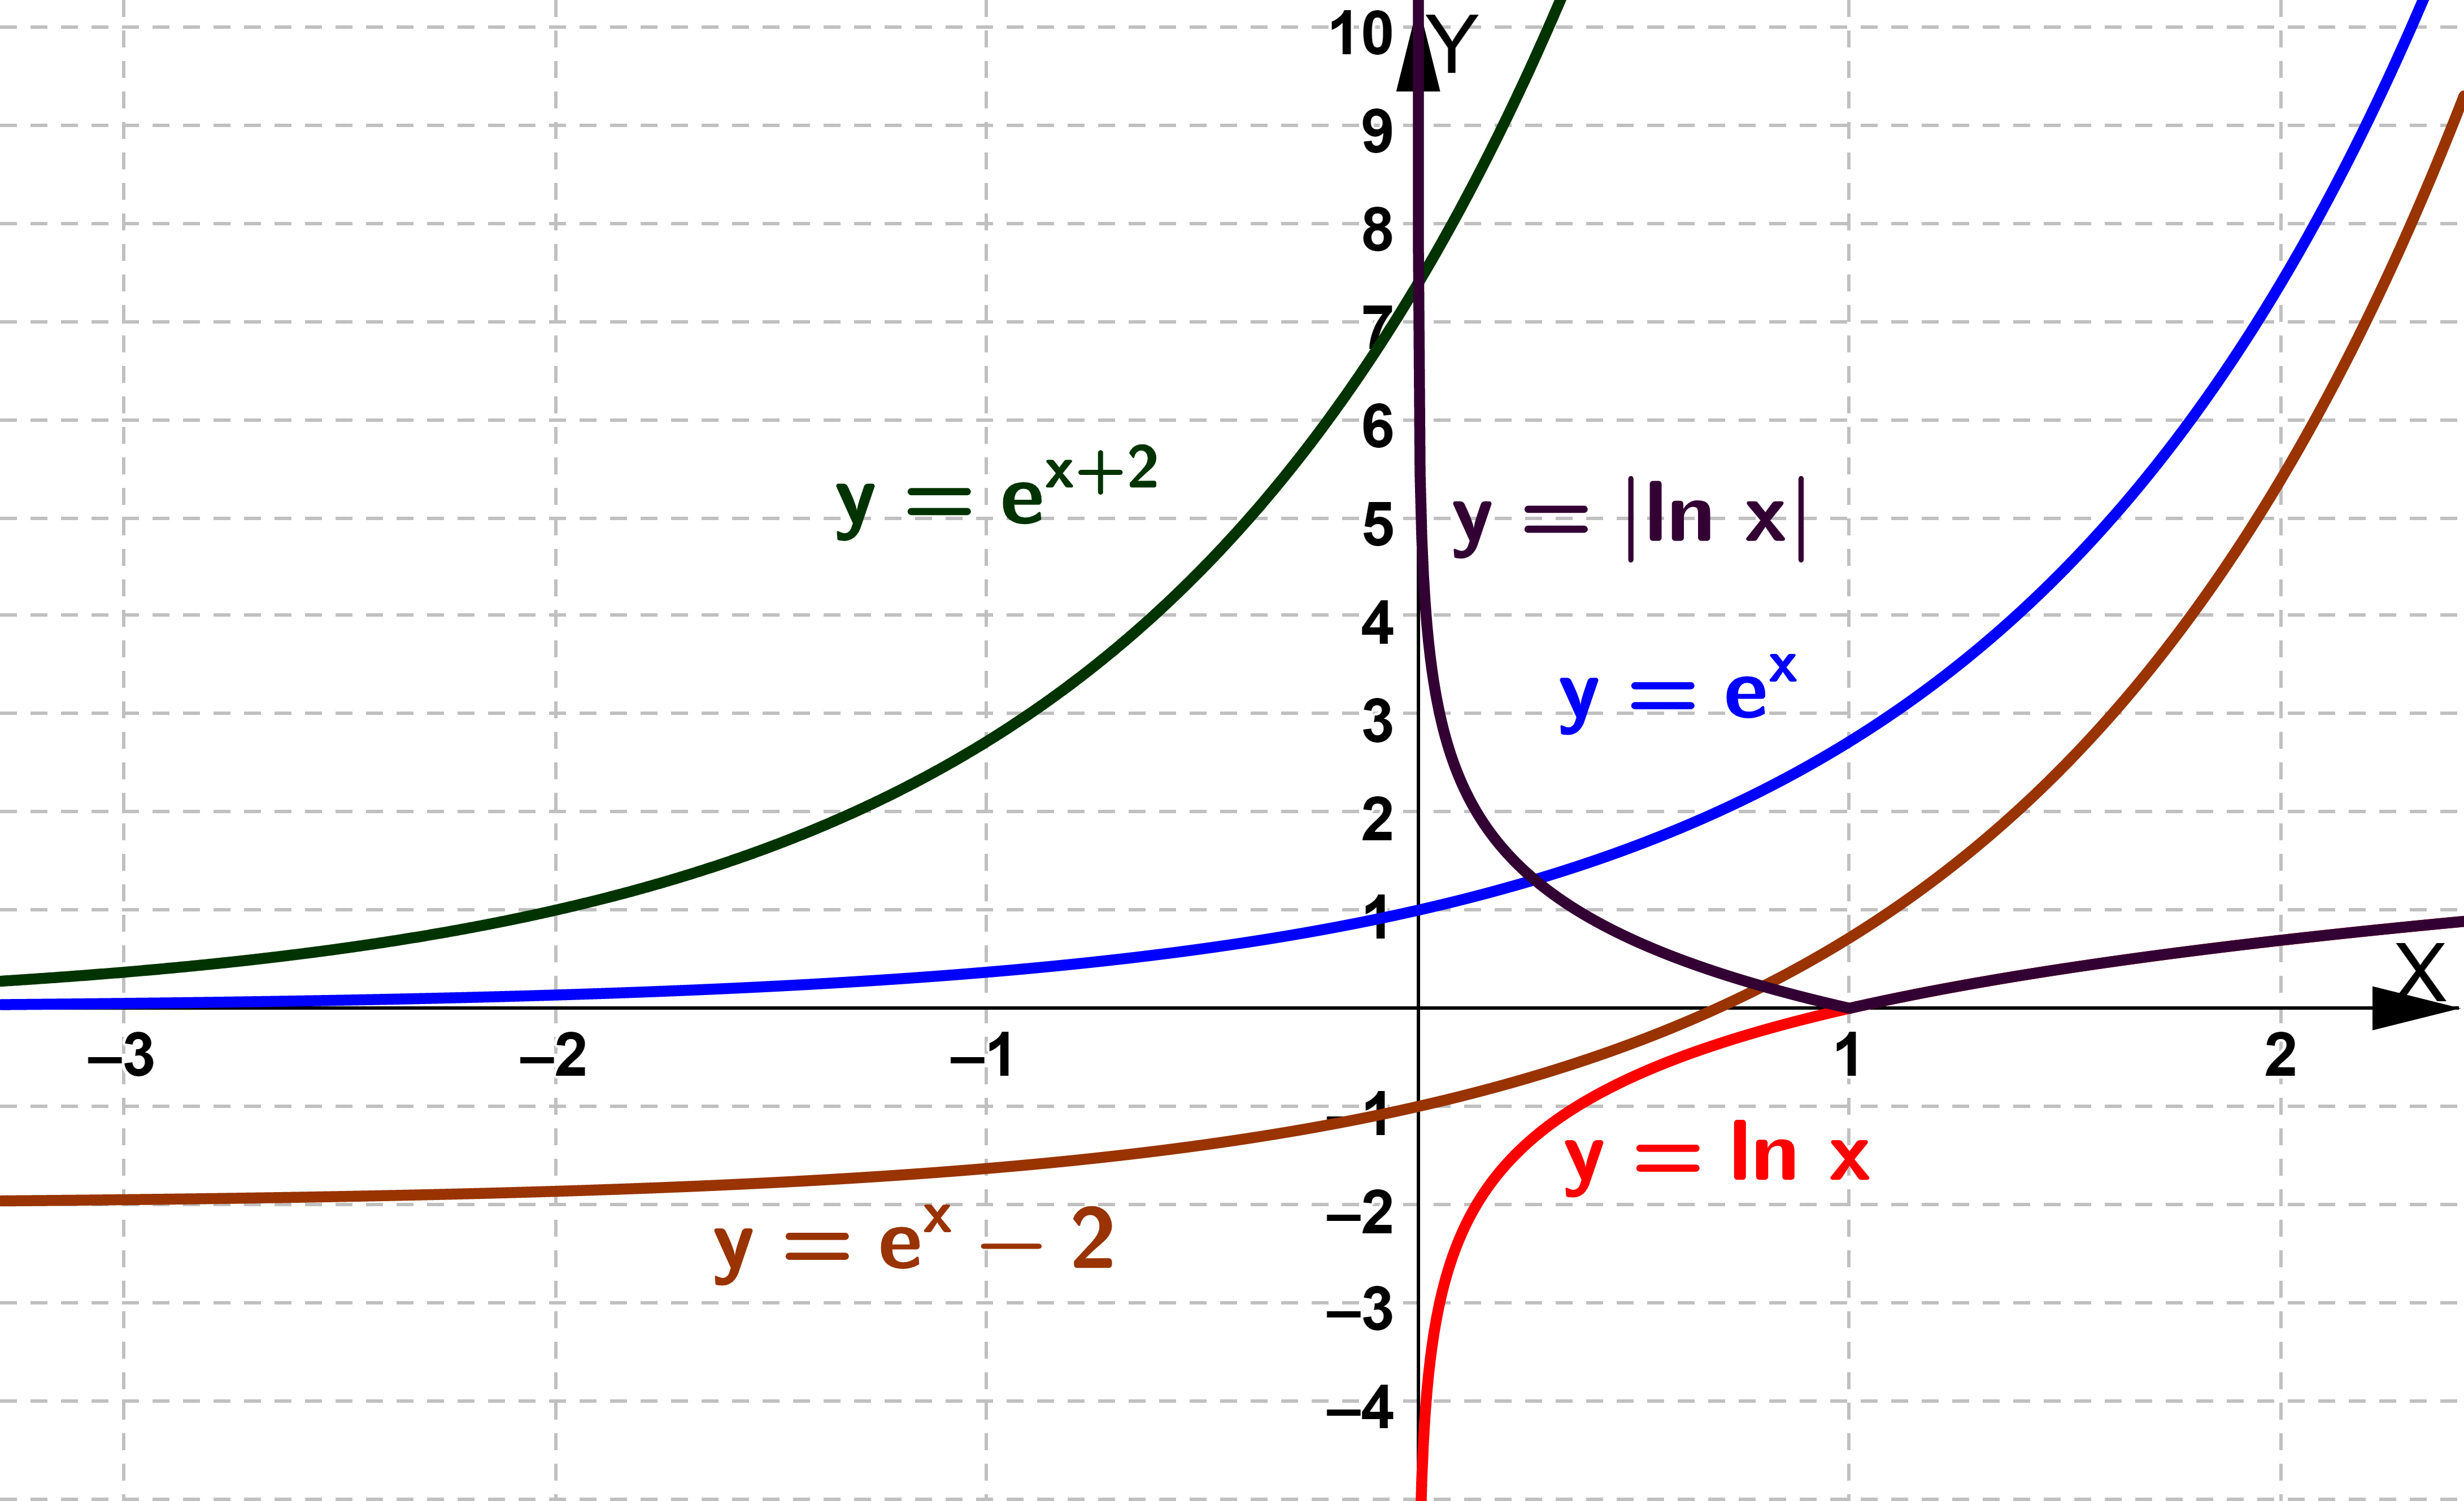 10 Y
9
8
7
6
y = e^{x+2}
5
y = |ln x|
4
y = e^x
3
2
1
X
–3 –2 –1 1 2
–1
y = ln x
–2
y = e^x – 2
–3
–4